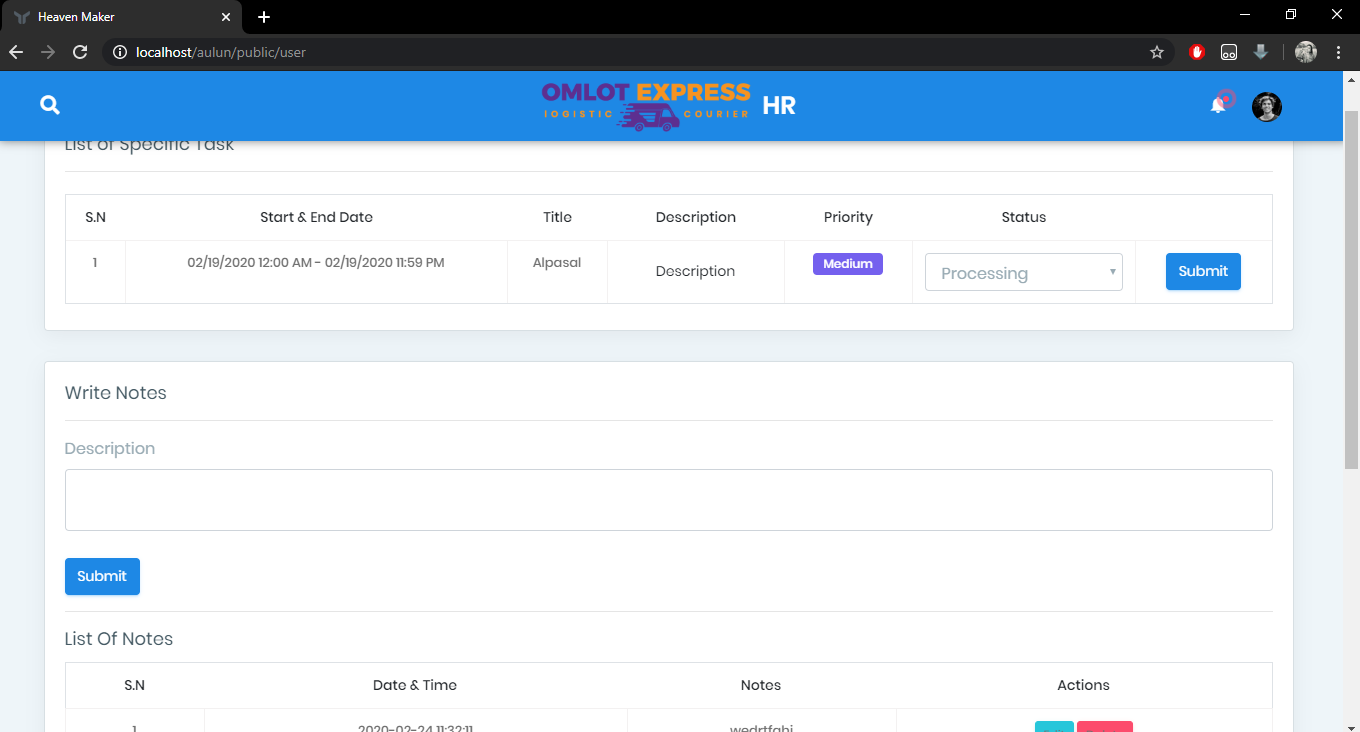 Heaven Maker
localhost/aulun/public/user
OMLOT EXPRESS
LOGISTIC COURIER
HR
List of Specific Task
S.N Start & End Date Title Description Priority Status
1 02/19/2020 12:00 AM - 02/19/2020 11:59 PM Alpasal Description Medium Processing Submit
Write Notes
Description
Submit
List Of Notes
S.N Date & Time Notes Actions
1 2020-02-24 11:32:11 wedrtfghj